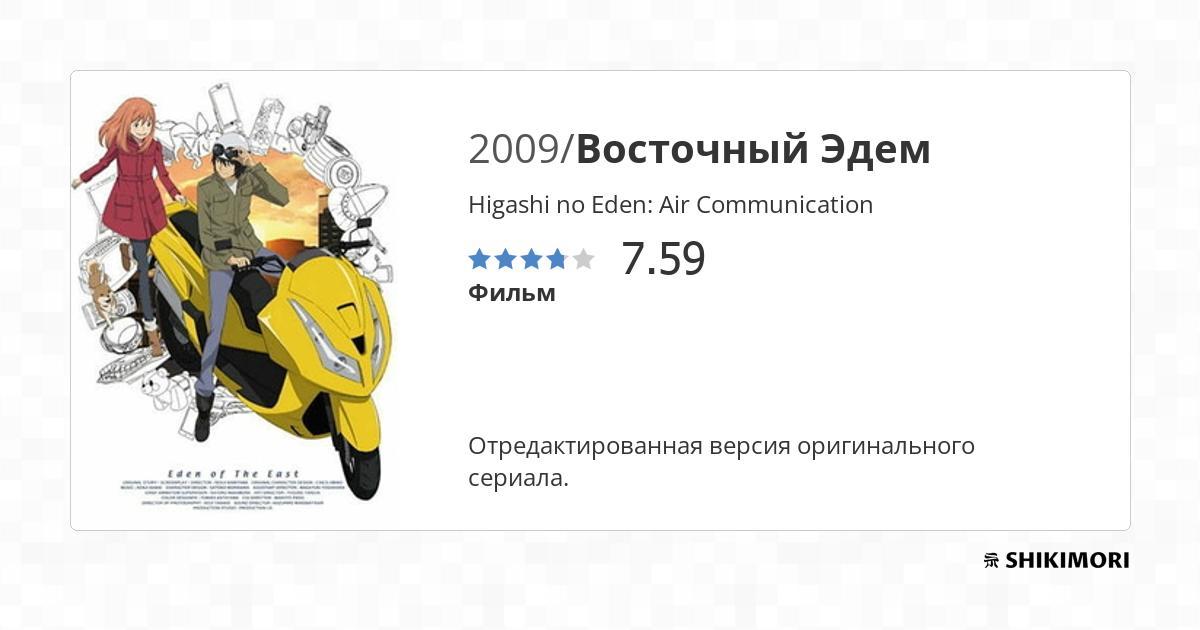 2009/Восточный Эдем
Higashi no Eden: Air Communication
7.59
Фильм
Отредактированная версия оригинального
сериала.
Eden of The East
SHIKIMORI